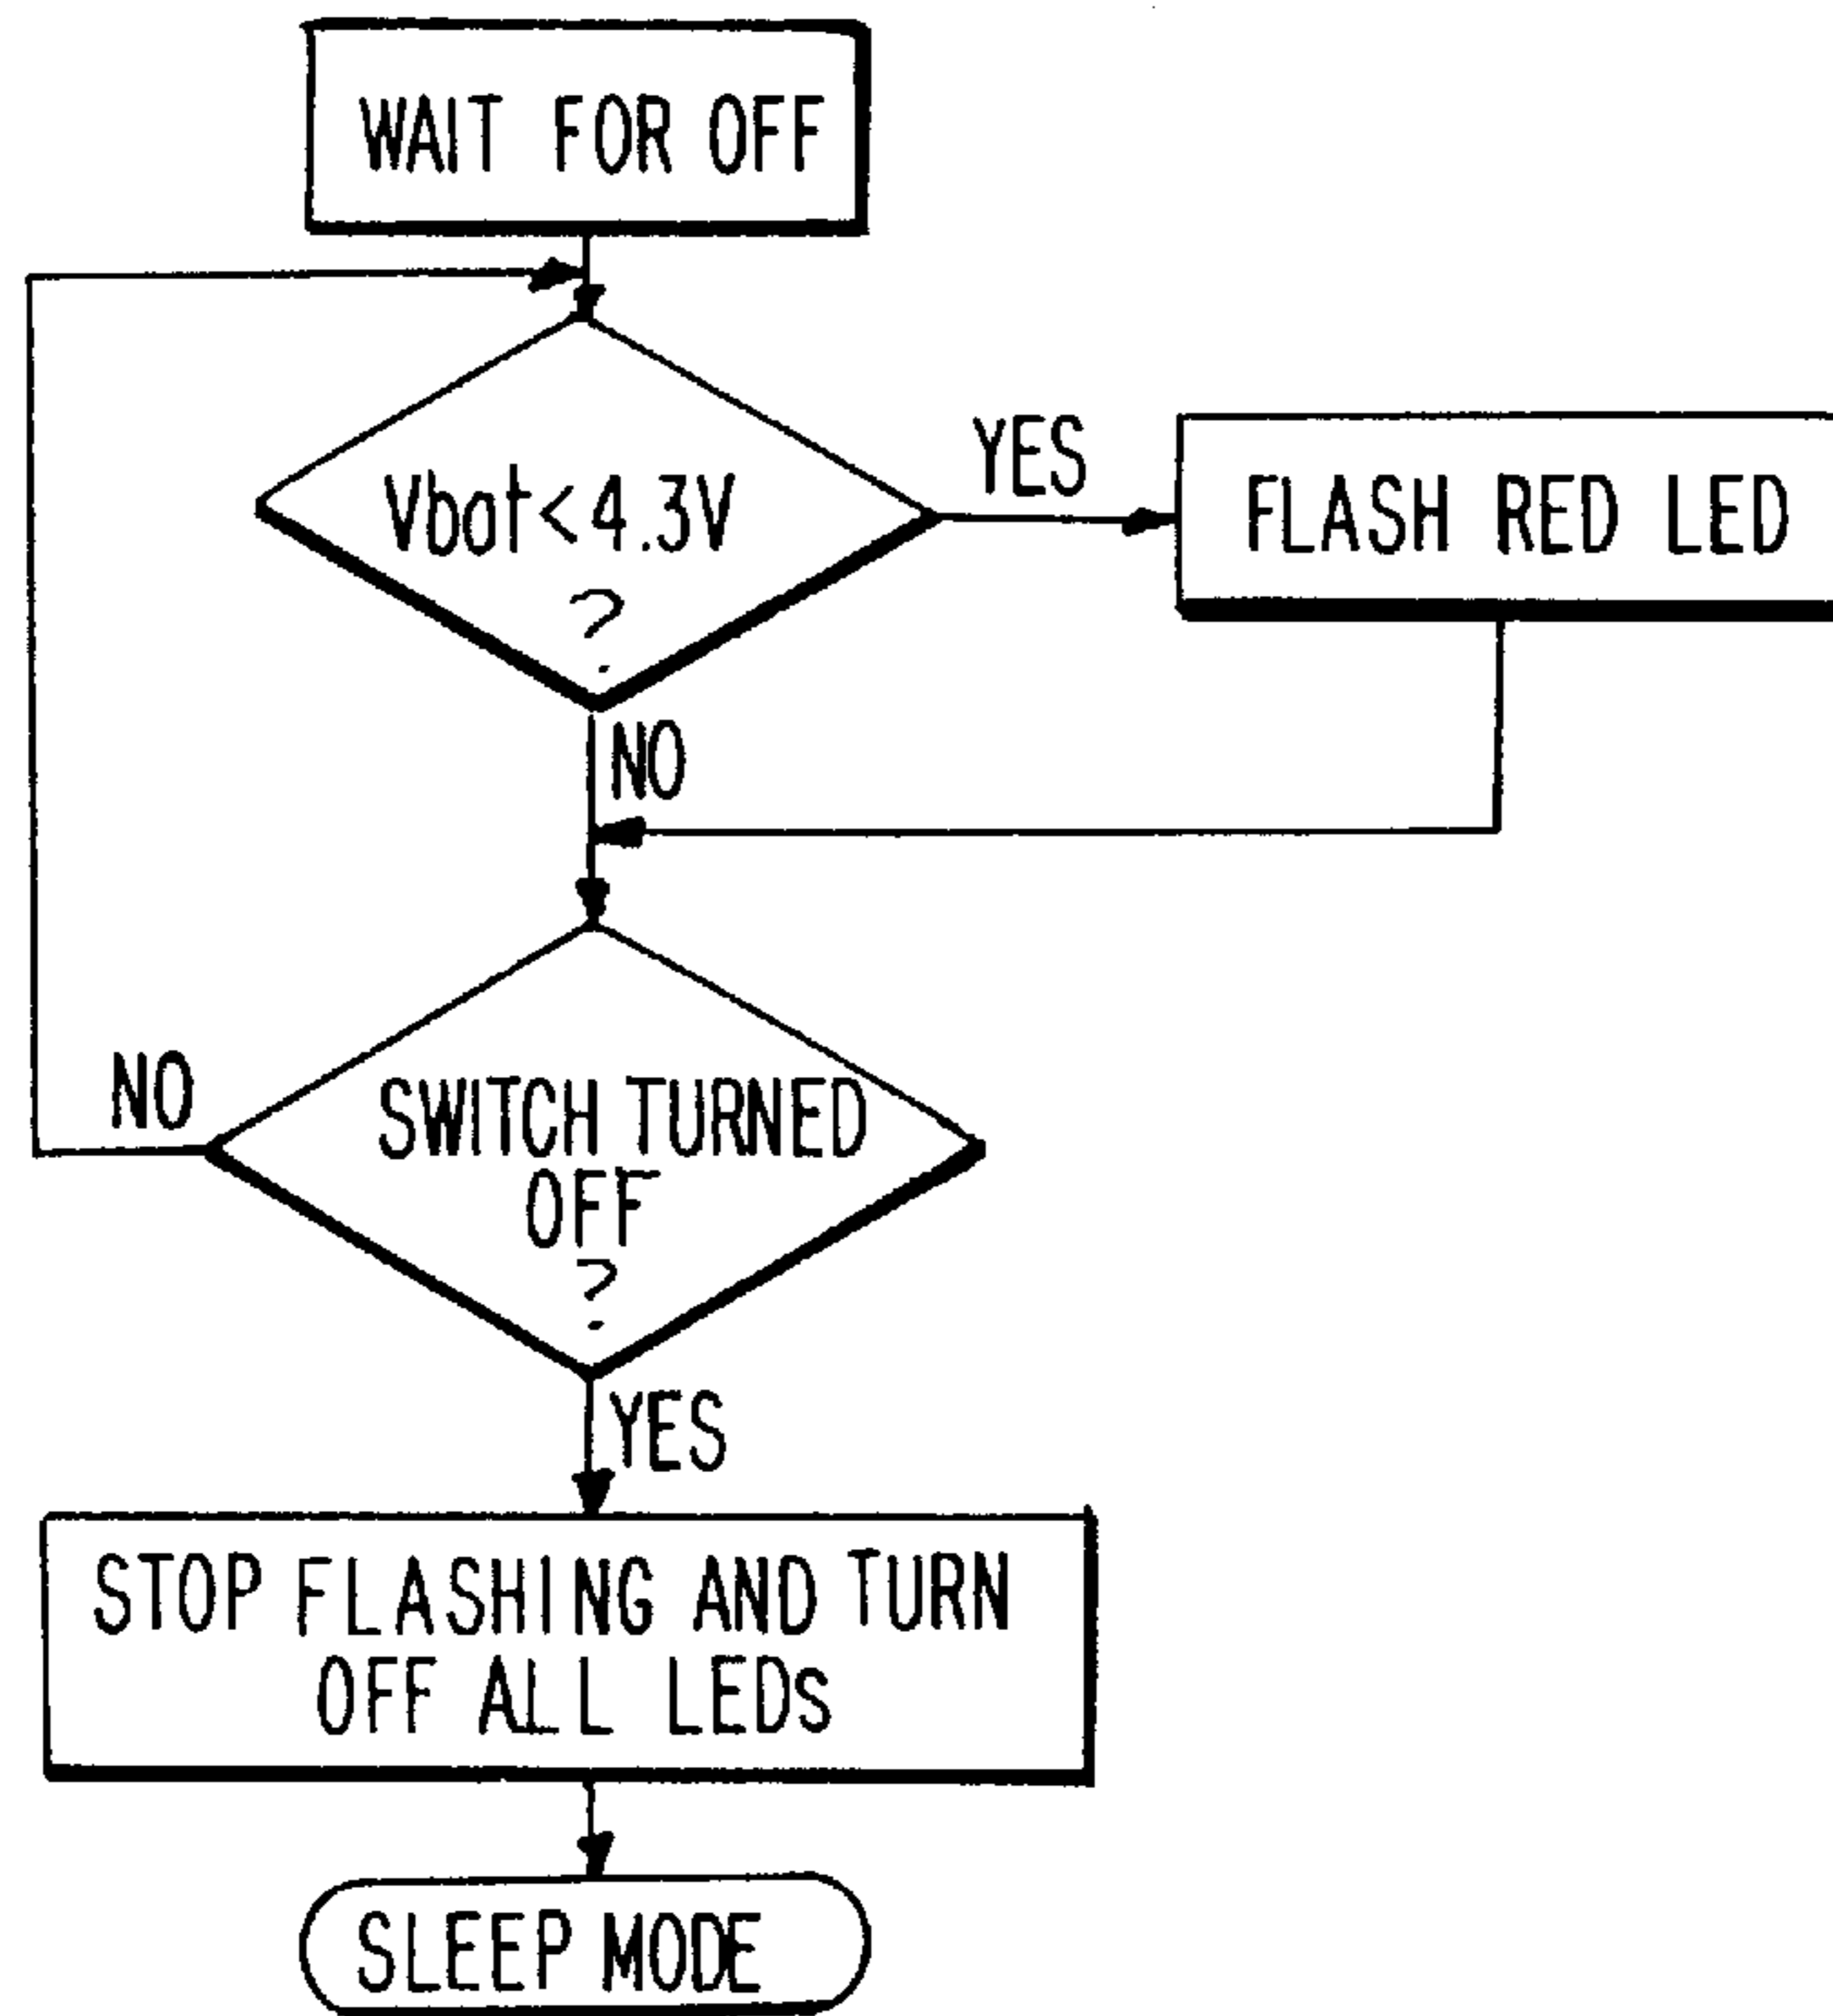 WAIT FOR OFF
Vbat<4.3V
?
YES
FLASH RED LED
NO
NO
SWITCH TURNED
OFF
?
YES
STOP FLASHING AND TURN
OFF ALL LEDs
SLEEP MODE